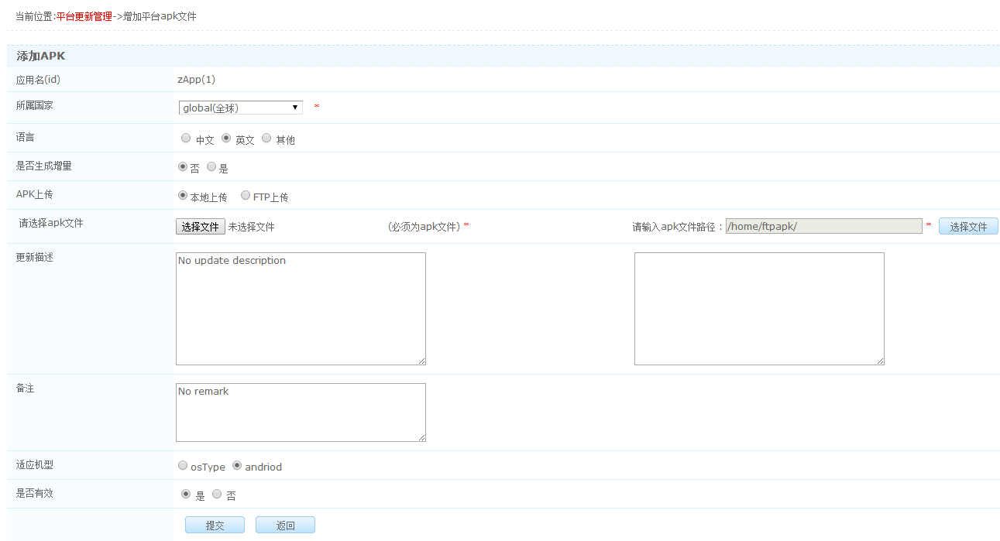 当前位置:平台更新管理->增加平台apk文件
添加APK
应用名(id) zApp(1)
所属国家 global(全球) *
语言 中文 英文 其他
是否生成增量 否 是
APK上传 本地上传 FTP上传
请选择apk文件 选择文件 未选择文件 (必须为apk文件) * 请输入apk文件路径： /home/ftpapk/ * 选择文件
更新描述 No update description
备注 No remark
适应机型 osType andriod
是否有效 是 否
提交 返回